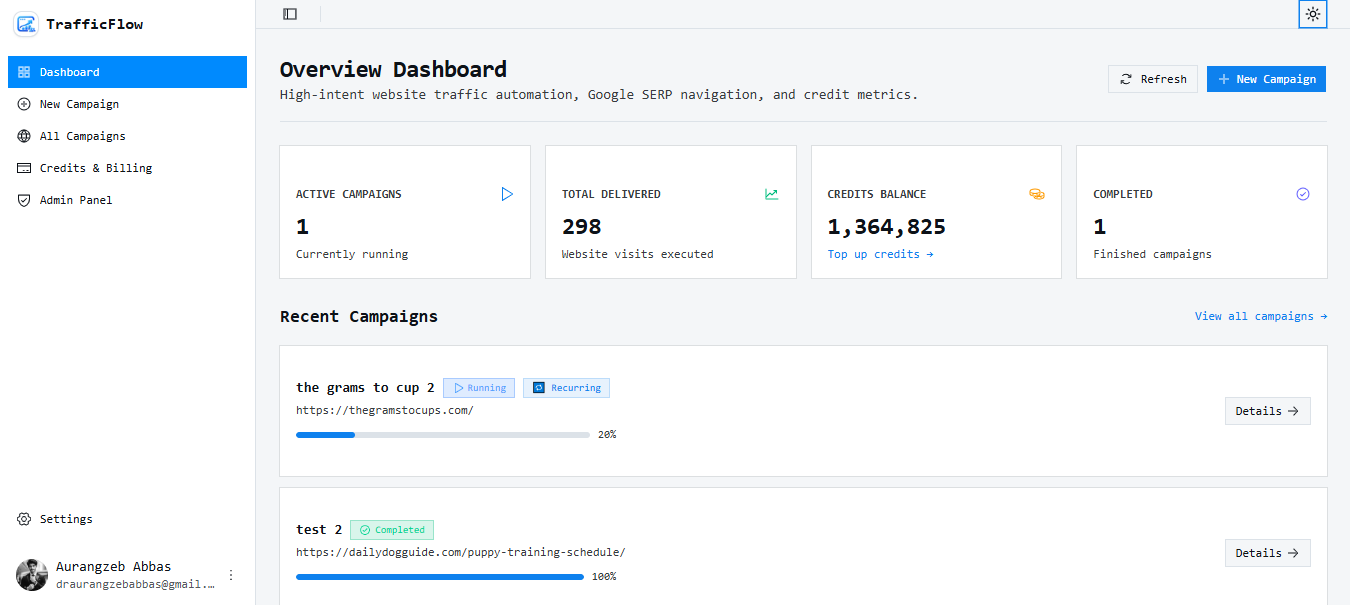 TrafficFlow
Dashboard
New Campaign
All Campaigns
Credits & Billing
Admin Panel
Settings
Aurangzeb Abbas
draurangzebabbas@gmail.…
Overview Dashboard
High-intent website traffic automation, Google SERP navigation, and credit metrics.
Refresh
New Campaign
ACTIVE CAMPAIGNS
1
Currently running
TOTAL DELIVERED
298
Website visits executed
CREDITS BALANCE
1,364,825
Top up credits →
COMPLETED
1
Finished campaigns
Recent Campaigns
View all campaigns →
the grams to cup 2 Running Recurring
https://thegramstocups.com/
20%
Details →
test 2 Completed
https://dailydogguide.com/puppy-training-schedule/
100%
Details →